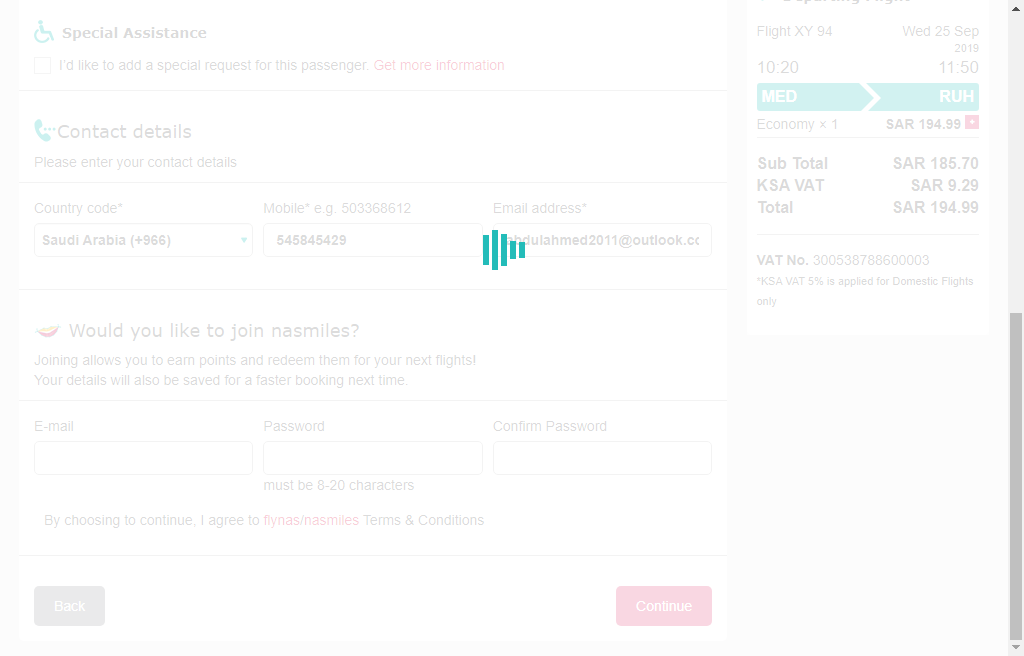 Special Assistance
I'd like to add a special request for this passenger. Get more information
Contact details
Please enter your contact details
Country code*
Mobile* e.g. 503368612
Email address*
Saudi Arabia (+966)
545845429
Would you like to join nasmiles?
Joining allows you to earn points and redeem them for your next flights!
Your details will also be saved for a faster booking next time.
E-mail
Password
Confirm Password
must be 8-20 characters
By choosing to continue, I agree to flynas/nasmiles Terms & Conditions
Back
Continue
Departing Flight
Flight XY 94
Wed 25 Sep
2019
10:20
11:50
MED
RUH
Economy × 1
SAR 194.99 +
Sub Total
SAR 185.70
KSA VAT
SAR 9.29
Total
SAR 194.99
VAT No. 300538788600003
*KSA VAT 5% is applied for Domestic Flights
only